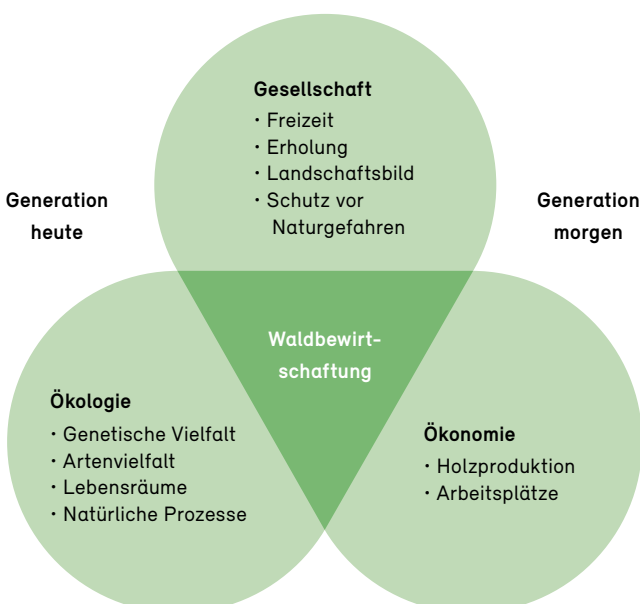 Gesellschaft
· Freizeit
· Erholung
· Landschaftsbild
· Schutz vor
Naturgefahren
Generation
heute
Generation
morgen
Waldbewirt-
schaftung
Ökologie
· Genetische Vielfalt
· Artenvielfalt
· Lebensräume
· Natürliche Prozesse
Ökonomie
· Holzproduktion
· Arbeitsplätze